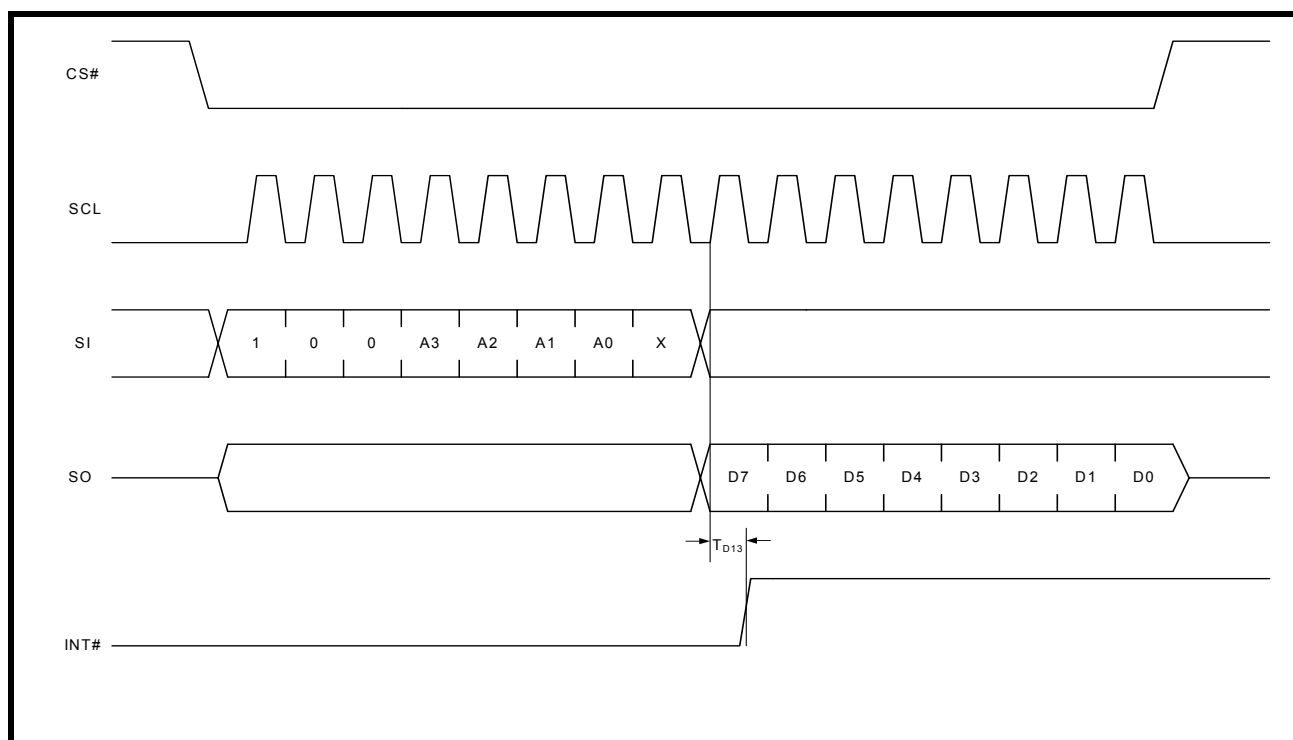 CS#
SCL
SI 1 0 0 A3 A2 A1 A0 X
SO D7 D6 D5 D4 D3 D2 D1 D0
TD13
INT#